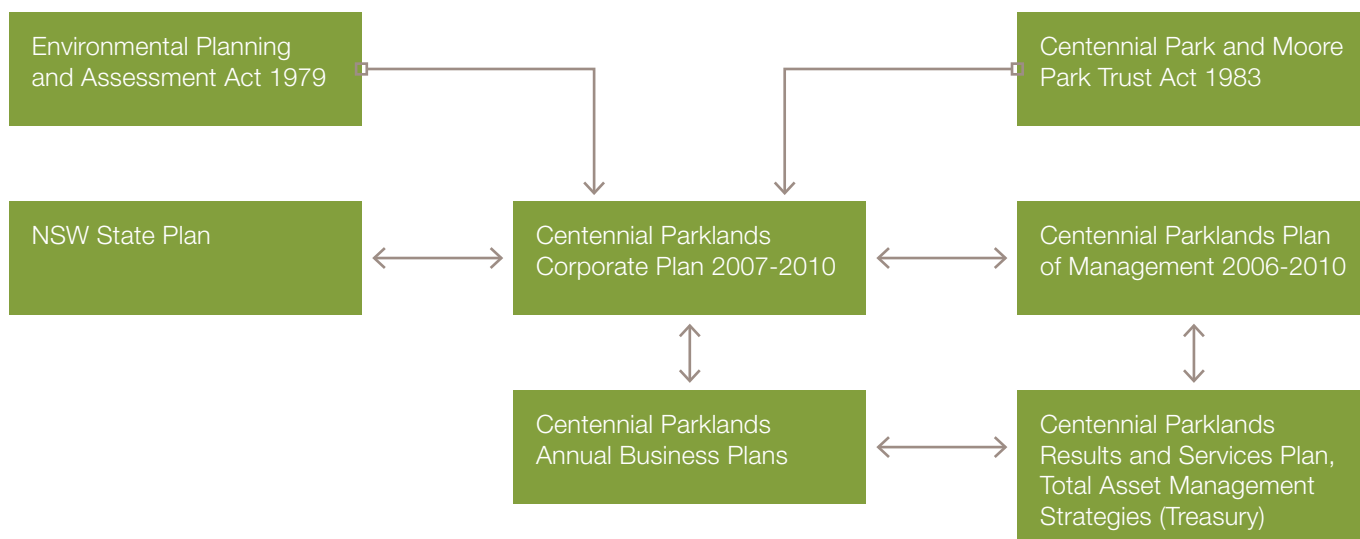 Environmental Planning
and Assessment Act 1979
Centennial Park and Moore
Park Trust Act 1983
NSW State Plan
Centennial Parklands
Corporate Plan 2007-2010
Centennial Parklands Plan
of Management 2006-2010
Centennial Parklands
Annual Business Plans
Centennial Parklands
Results and Services Plan,
Total Asset Management
Strategies (Treasury)